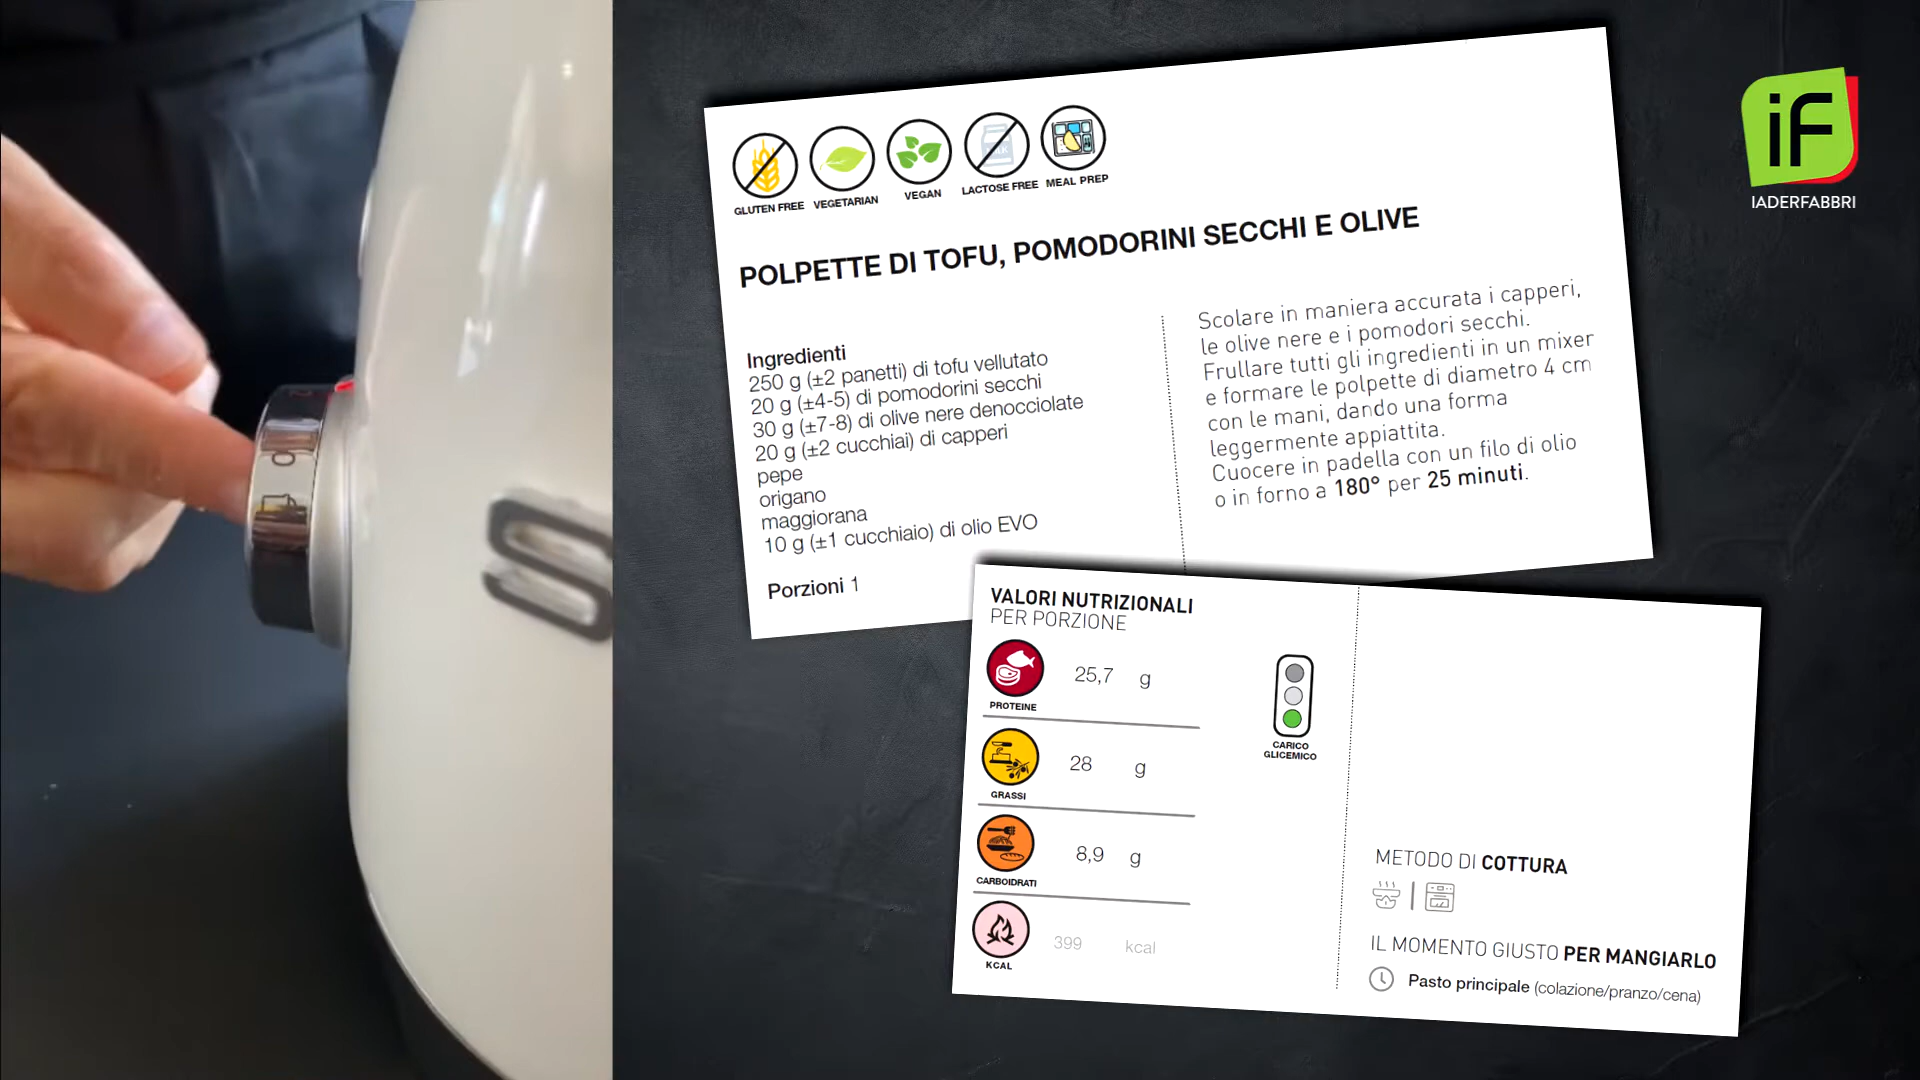 iF
IADERFABBRI
GLUTEN FREE
VEGETARIAN
VEGAN
LACTOSE FREE
MEAL PREP
POLPETTE DI TOFU, POMODORINI SECCHI E OLIVE
Ingredienti
250 g (±2 panetti) di tofu vellutato
20 g (±4-5) di pomodorini secchi
30 g (±7-8) di olive nere denocciolate
20 g (±2 cucchiai) di capperi
pepe
origano
maggiorana
10 g (±1 cucchiaio) di olio EVO
Porzioni 1
Scolare in maniera accurata i capperi,
le olive nere e i pomodori secchi.
Frullare tutti gli ingredienti in un mixer
e formare le polpette di diametro 4 cm
con le mani, dando una forma
leggermente appiattita.
Cuocere in padella con un filo di olio
o in forno a 180° per 25 minuti.
VALORI NUTRIZIONALI
PER PORZIONE
PROTEINE
25,7 g
GRASSI
28 g
CARBOIDRATI
8,9 g
KCAL
399 kcal
CARICO
GLICEMICO
METODO DI COTTURA
IL MOMENTO GIUSTO PER MANGIARLO
Pasto principale (colazione/pranzo/cena)
0
S